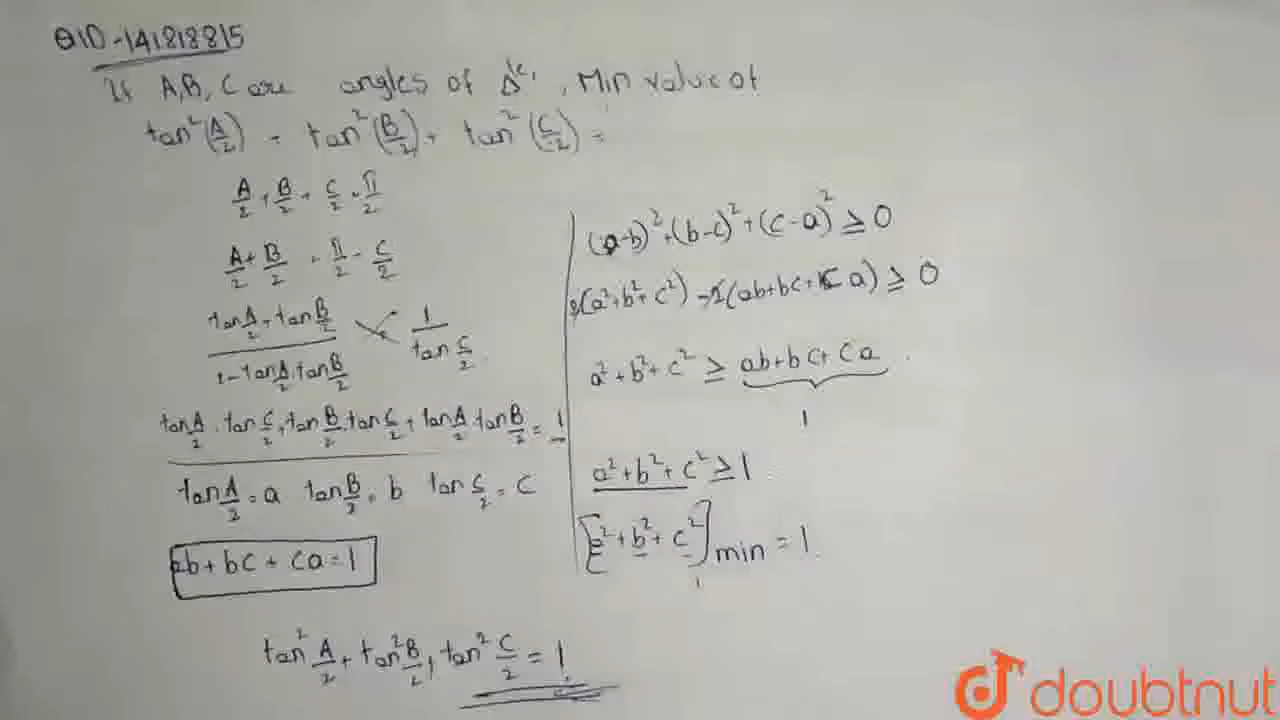 QID-141818815
If A,B, C are angles of Δle, Min value of
tan²(A/2) + tan²(B/2) + tan²(C/2) =
A/2 + B/2 + C/2 = π/2
A/2 + B/2 = π/2 - C/2
tan A/2 + tan B/2 / 1 - tan A/2 . tan B/2 = 1 / tan C/2
tan A/2 . tan C/2 + tan B/2 . tan C/2 + tan A/2 . tan B/2 = 1
tan A/2 = a tan B/2 = b tan C/2 = c
ab + bc + ca = 1
(a-b)² + (b-c)² + (c-a)² ≥ 0
2(a²+b²+c²) - 2(ab+bc+ca) ≥ 0
a² + b² + c² ≥ ab+bc+ca
1
a²+b²+c² ≥ 1
[a²+b²+c²] min = 1
tan² A/2 + tan² B/2 + tan² C/2 = 1
doubtnut